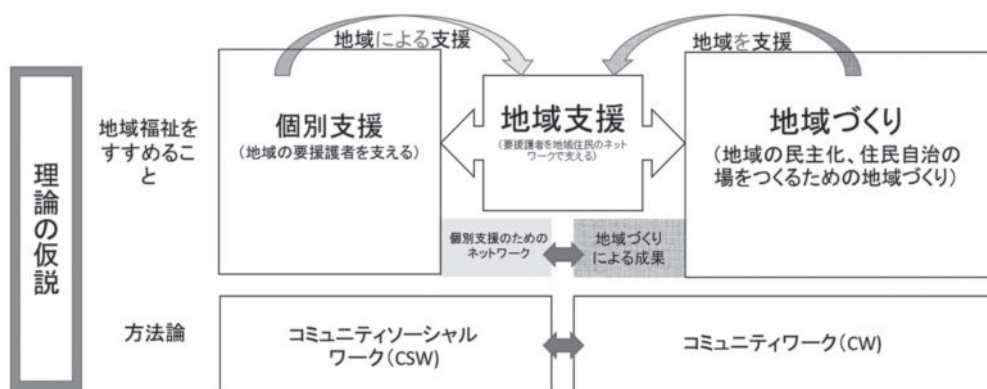 地域による支援
地域を支援
理論の仮説
地域福祉を
すすめるこ
と
個別支援
(地域の要援護者を支える)
地域支援
(要援護者を地域住民のネット
ワークで支える)
地域づくり
(地域の民主化、住民自治の
場をつくるための地域づくり)
個別支援のための
ネットワーク
地域づくり
による成果
方法論
コミュニティソーシャル
ワーク(CSW)
コミュニティワーク(CW)